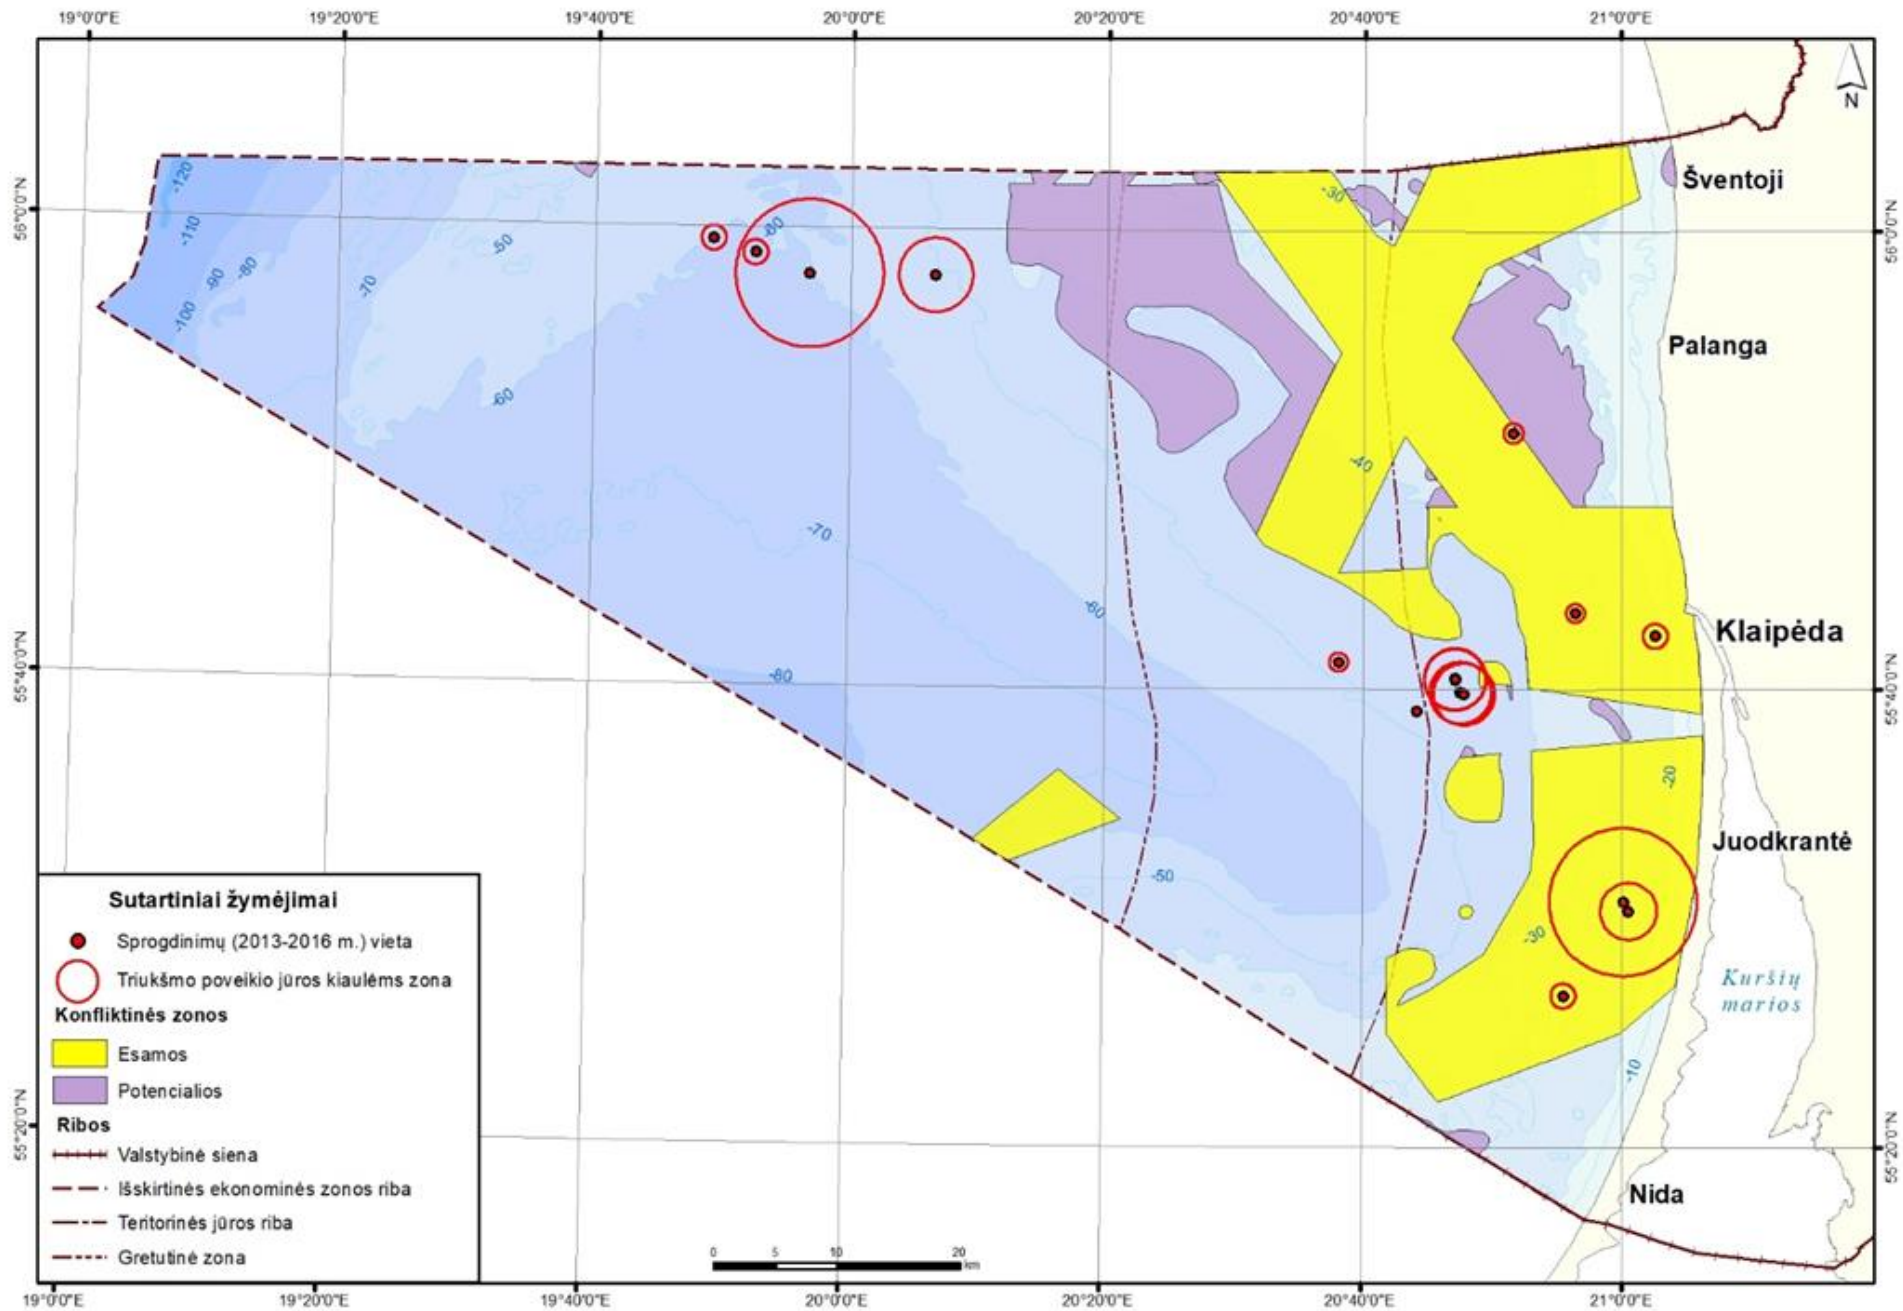 19°0'0"E 19°20'0"E 19°40'0"E 20°0'0"E 20°20'0"E 20°40'0"E 21°0'0"E
N
Šventoji
56°0'0"N
56°0'0"N
-120
-110
-100
-90
-80
-70
-50
-60
-80
-30
Palanga
-40
-70
-60
Klaipėda
55°40'0"N
55°40'0"N
-80
-20
Juodkrantė
-50
-30
Kuršių
marios
-10
55°20'0"N
55°20'0"N
Nida
Sutartiniai žymėjimai
Sprogdinimų (2013-2016 m.) vieta
Triukšmo poveikio jūros kiaulėms zona
Konfliktinės zonos
Esamos
Potencialios
Ribos
Valstybinė siena
Išskirtinės ekonominės zonos riba
Teritorinės jūros riba
Gretutinė zona
0 5 10 20
km
19°0'0"E 19°20'0"E 19°40'0"E 20°0'0"E 20°20'0"E 20°40'0"E 21°0'0"E